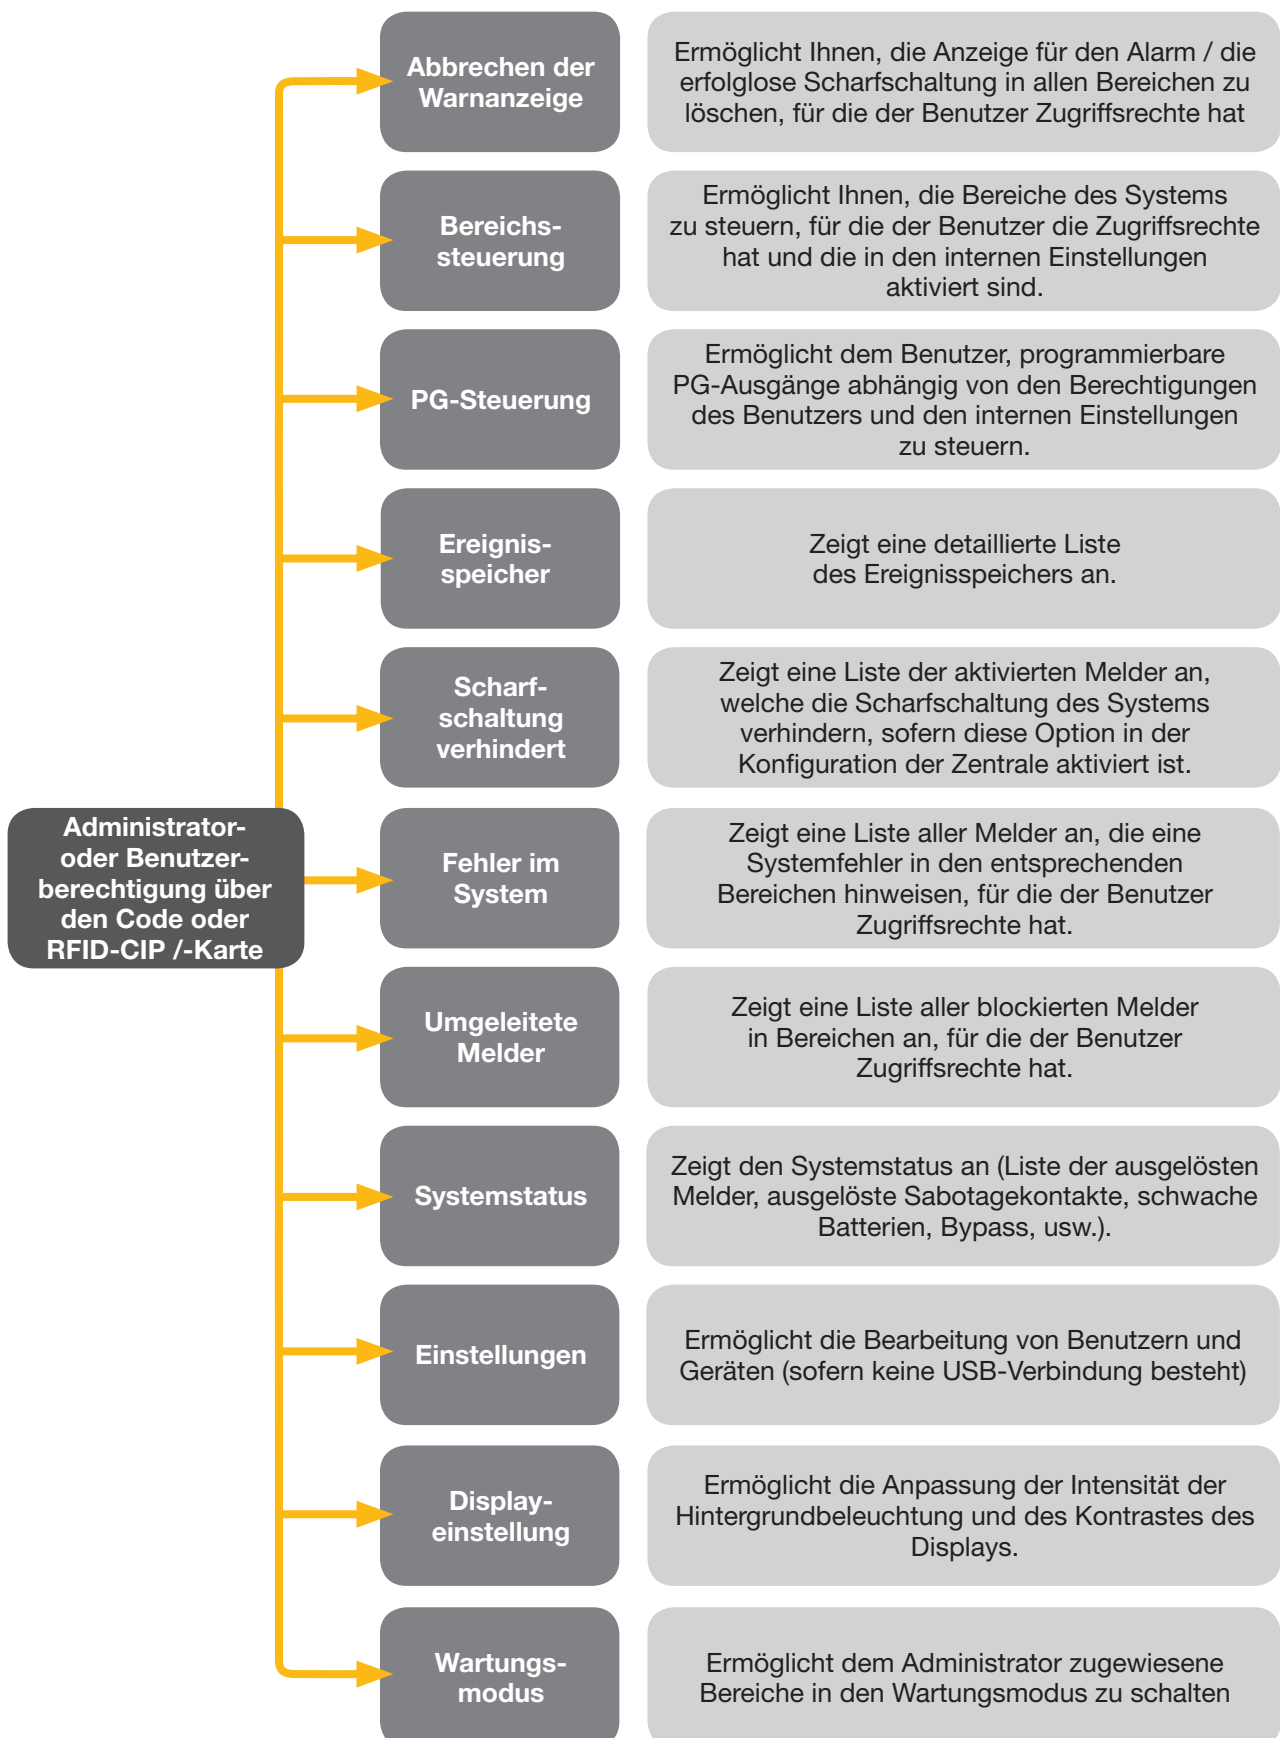 Abbrechen der
Warnanzeige
Ermöglicht Ihnen, die Anzeige für den Alarm / die
erfolglose Scharfschaltung in allen Bereichen zu
löschen, für die der Benutzer Zugriffsrechte hat
Bereichs-
steuerung
Ermöglicht Ihnen, die Bereiche des Systems
zu steuern, für die der Benutzer die Zugriffsrechte
hat und die in den internen Einstellungen
aktiviert sind.
PG-Steuerung
Ermöglicht dem Benutzer, programmierbare
PG-Ausgänge abhängig von den Berechtigungen
des Benutzers und den internen Einstellungen
zu steuern.
Ereignis-
speicher
Zeigt eine detaillierte Liste
des Ereignisspeichers an.
Scharf-
schaltung
verhindert
Zeigt eine Liste der aktivierten Melder an,
welche die Scharfschaltung des Systems
verhindern, sofern diese Option in der
Konfiguration der Zentrale aktiviert ist.
Administrator-
oder Benutzer-
berechtigung über
den Code oder
RFID-CIP /-Karte
Fehler im
System
Zeigt eine Liste aller Melder an, die eine
Systemfehler in den entsprechenden
Bereichen hinweisen, für die der Benutzer
Zugriffsrechte hat.
Umgeleitete
Melder
Zeigt eine Liste aller blockierten Melder
in Bereichen an, für die der Benutzer
Zugriffsrechte hat.
Systemstatus
Zeigt den Systemstatus an (Liste der ausgelösten
Melder, ausgelöste Sabotagekontakte, schwache
Batterien, Bypass, usw.).
Einstellungen
Ermöglicht die Bearbeitung von Benutzern und
Geräten (sofern keine USB-Verbindung besteht)
Display-
einstellung
Ermöglicht die Anpassung der Intensität der
Hintergrundbeleuchtung und des Kontrastes des
Displays.
Wartungs-
modus
Ermöglicht dem Administrator zugewiesene
Bereiche in den Wartungsmodus zu schalten